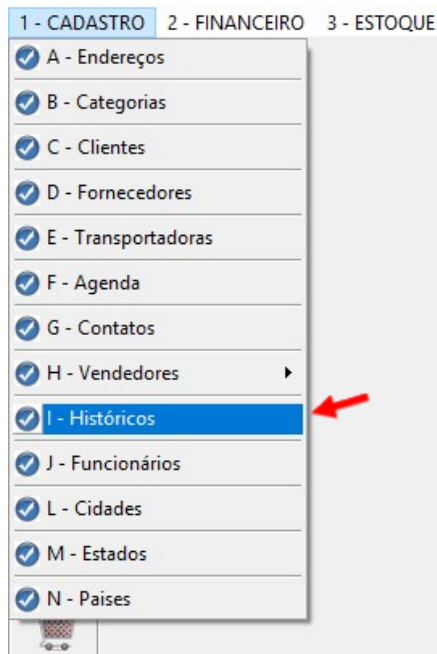 1 - CADASTRO 2 - FINANCEIRO 3 - ESTOQUE
A - Endereços
B - Categorias
C - Clientes
D - Fornecedores
E - Transportadoras
F - Agenda
G - Contatos
H - Vendedores
I - Históricos
J - Funcionários
L - Cidades
M - Estados
N - Paises